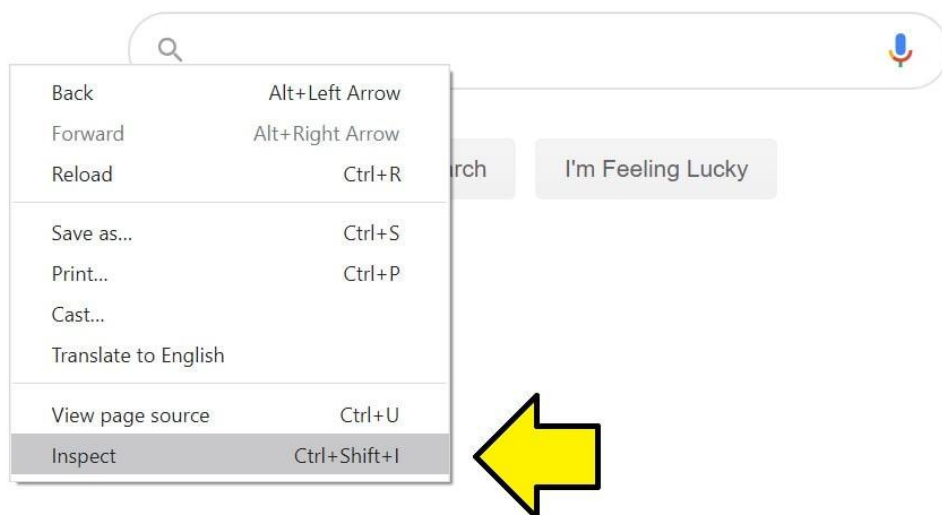 Back Alt+Left Arrow
Forward Alt+Right Arrow
Reload Ctrl+R
rch I'm Feeling Lucky
Save as... Ctrl+S
Print... Ctrl+P
Cast...
Translate to English
View page source Ctrl+U
Inspect Ctrl+Shift+I